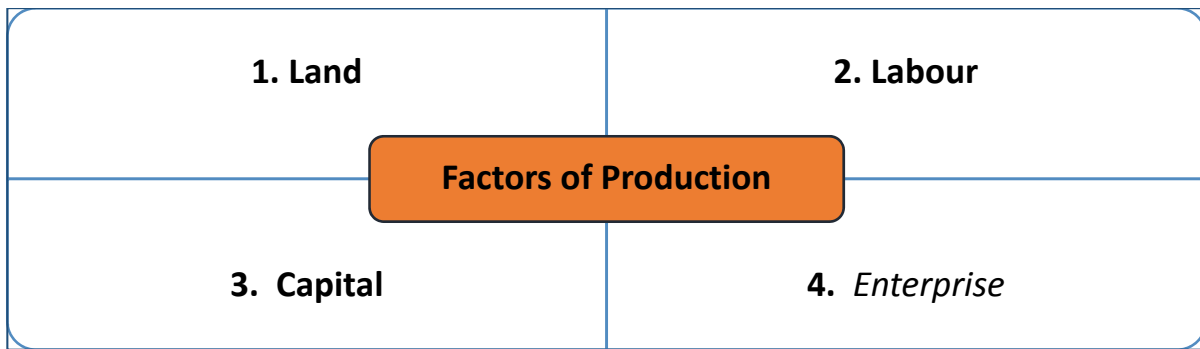 1. Land
2. Labour
Factors of Production
3. Capital
4. Enterprise